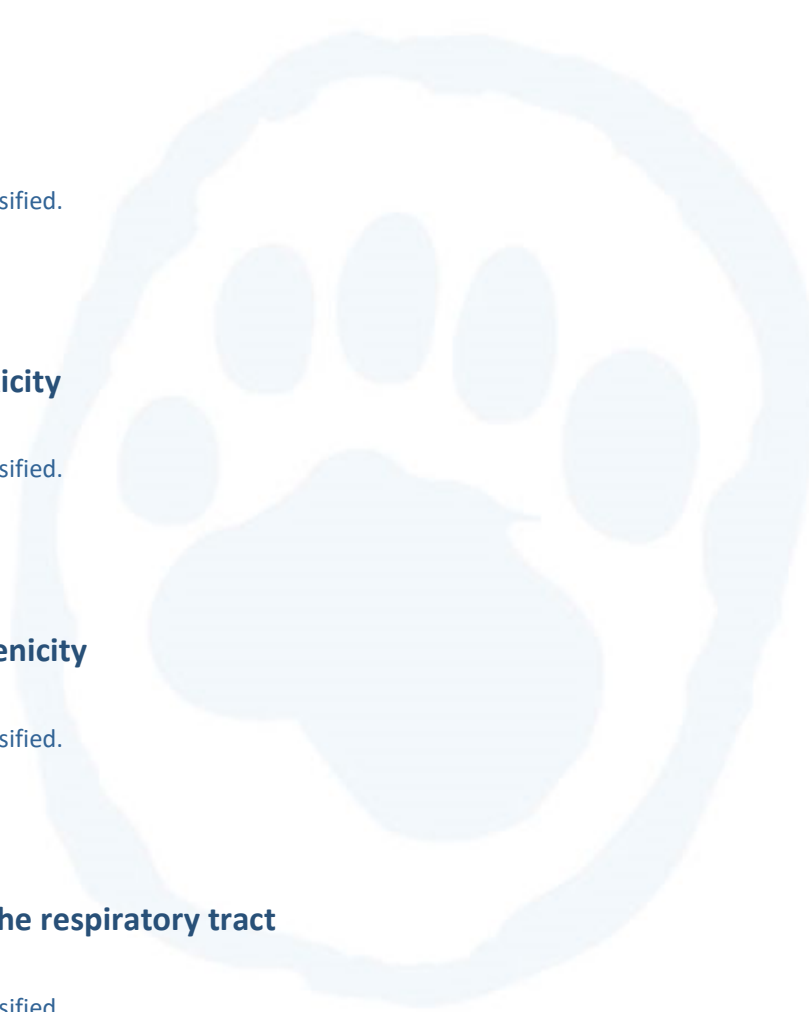 sified.
icity
sified.
enicity
sified.
he respiratory tract
sified.